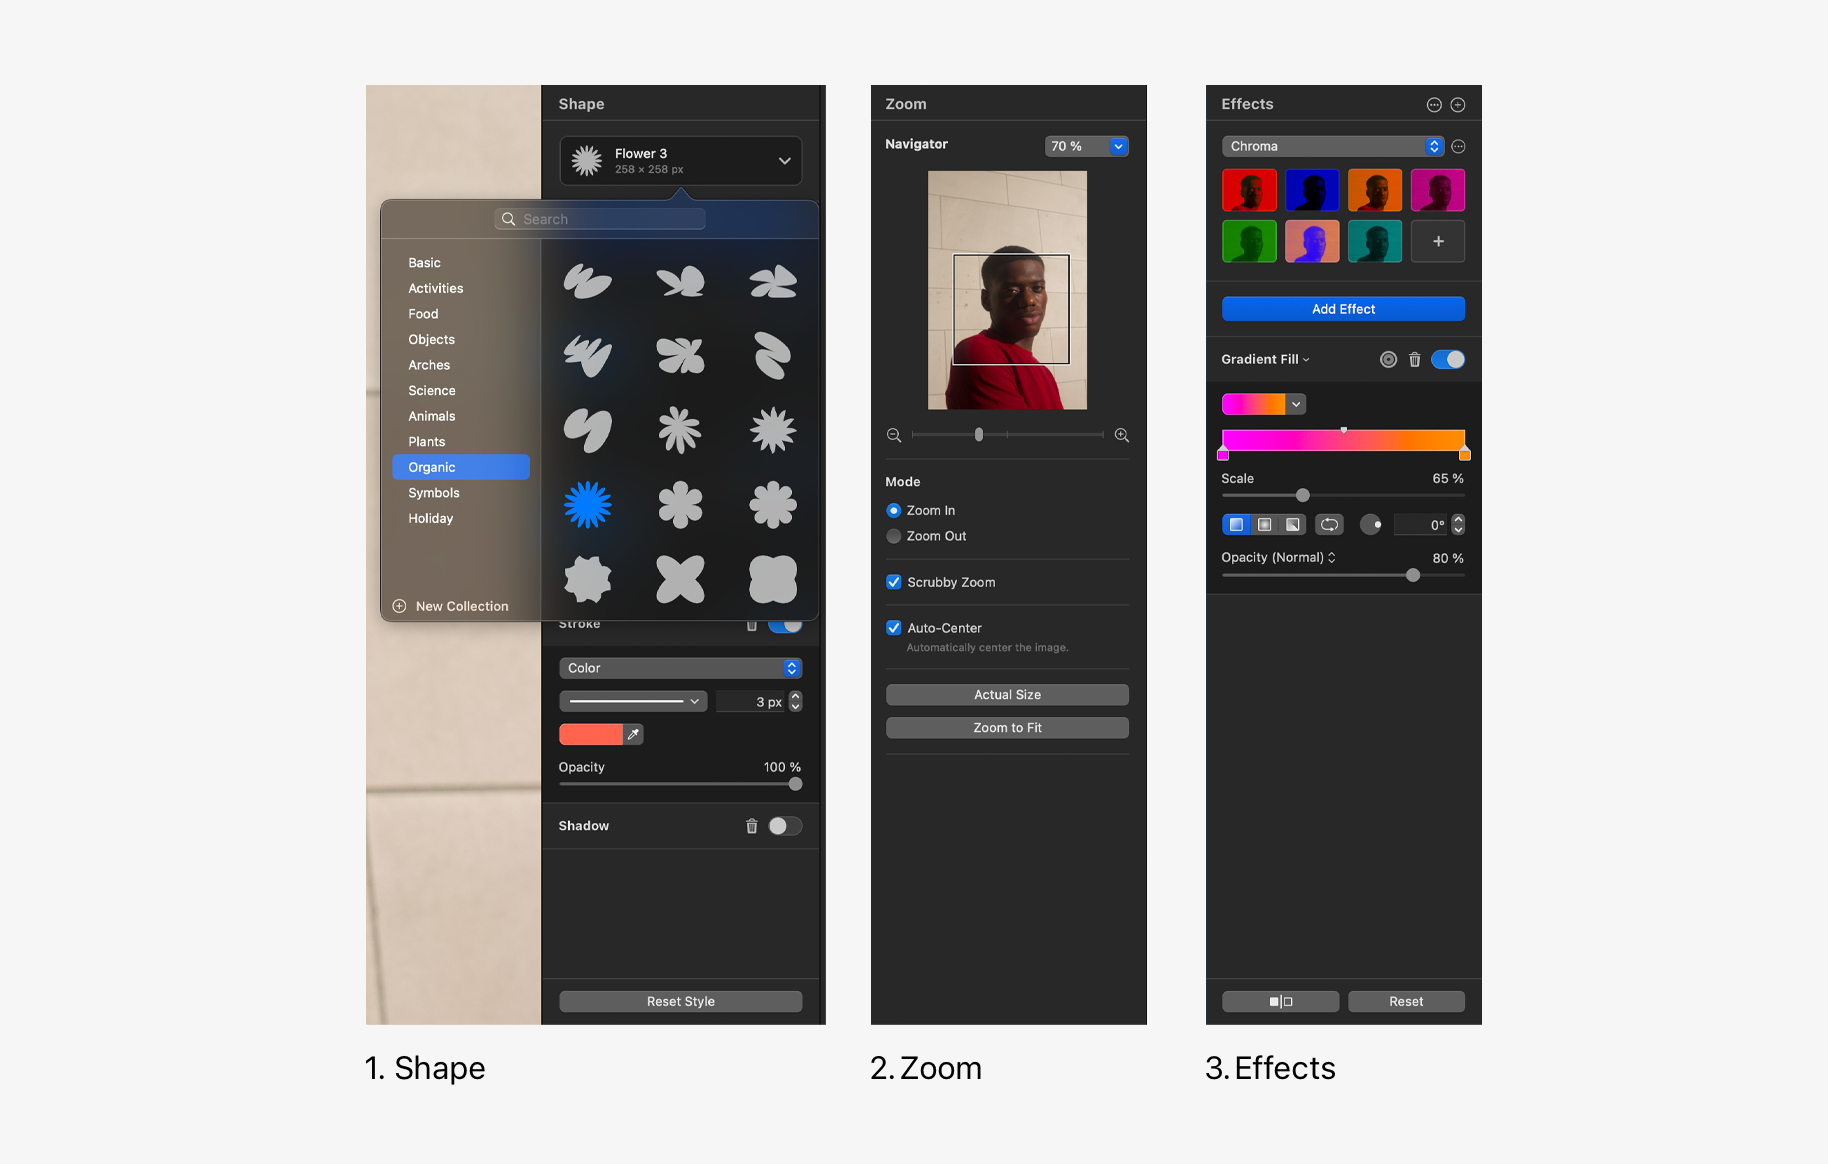 Shape
Flower 3
258 × 258 px
Search
Basic
Activities
Food
Objects
Arches
Science
Animals
Plants
Organic
Symbols
Holiday
New Collection
Stroke
Color
3 px
Opacity 100 %
Shadow
Reset Style
1. Shape
Zoom
Navigator 70 %
Mode
Zoom In
Zoom Out
Scrubby Zoom
Auto-Center
Automatically center the image.
Actual Size
Zoom to Fit
2. Zoom
Effects
Chroma
Add Effect
Gradient Fill
Scale 65 %
0°
Opacity (Normal) 80 %
Reset
3. Effects